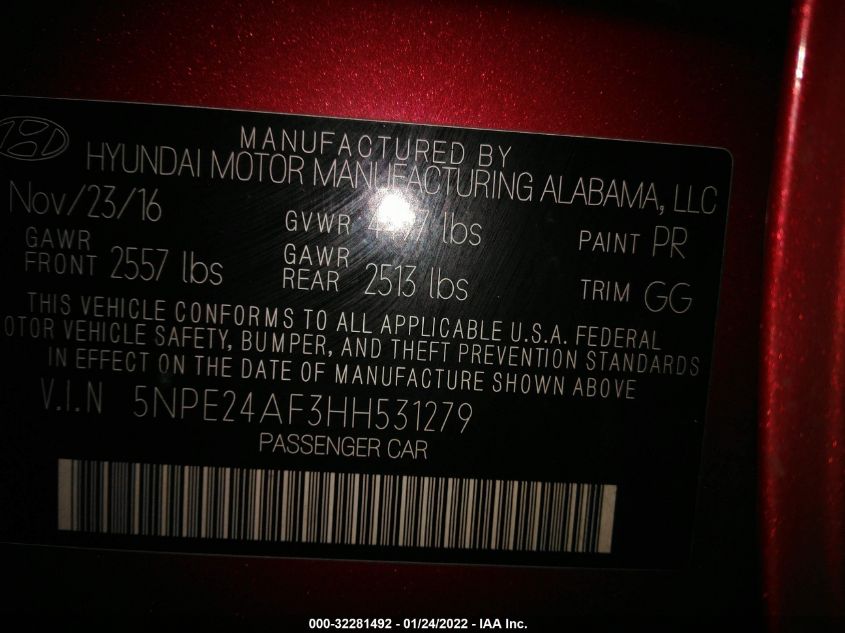 MANUFACTURED BY
HYUNDAI MOTOR MANUFACTURING ALABAMA, LLC
Nov/23/16 GVWR lbs PAINT PR
GAWR FRONT 2557 lbs GAWR REAR 2513 lbs TRIM GG
THIS VEHICLE CONFORMS TO ALL APPLICABLE U.S.A. FEDERAL
OTOR VEHICLE SAFETY, BUMPER, AND THEFT PREVENTION STANDARDS
IN EFFECT ON THE DATE OF MANUFACTURE SHOWN ABOVE
V.I.N 5NPE24AF3HH531279
PASSENGER CAR
000-32281492 - 01/24/2022 - IAA Inc.